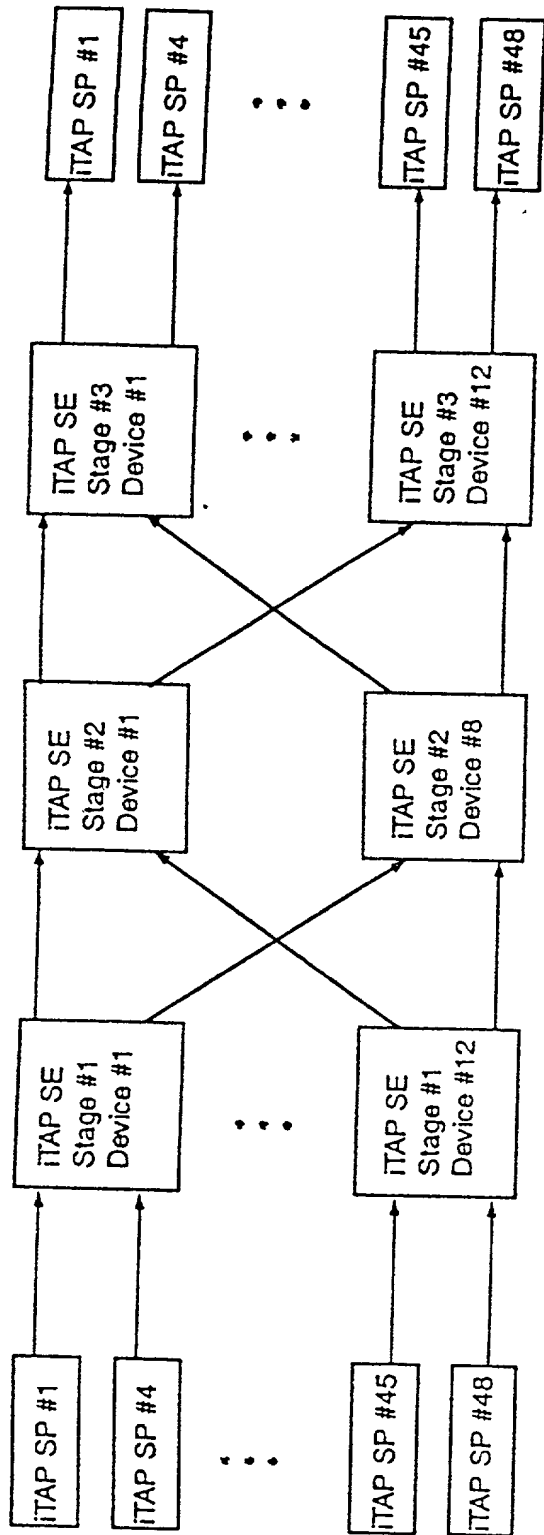 iTAP SP #1
iTAP SP #4
iTAP SP #45
iTAP SP #48
iTAP SE
Stage #1
Device #1
iTAP SE
Stage #1
Device #12
iTAP SE
Stage #2
Device #1
iTAP SE
Stage #2
Device #8
iTAP SE
Stage #3
Device #1
iTAP SE
Stage #3
Device #12
iTAP SP #1
iTAP SP #4
iTAP SP #45
iTAP SP #48